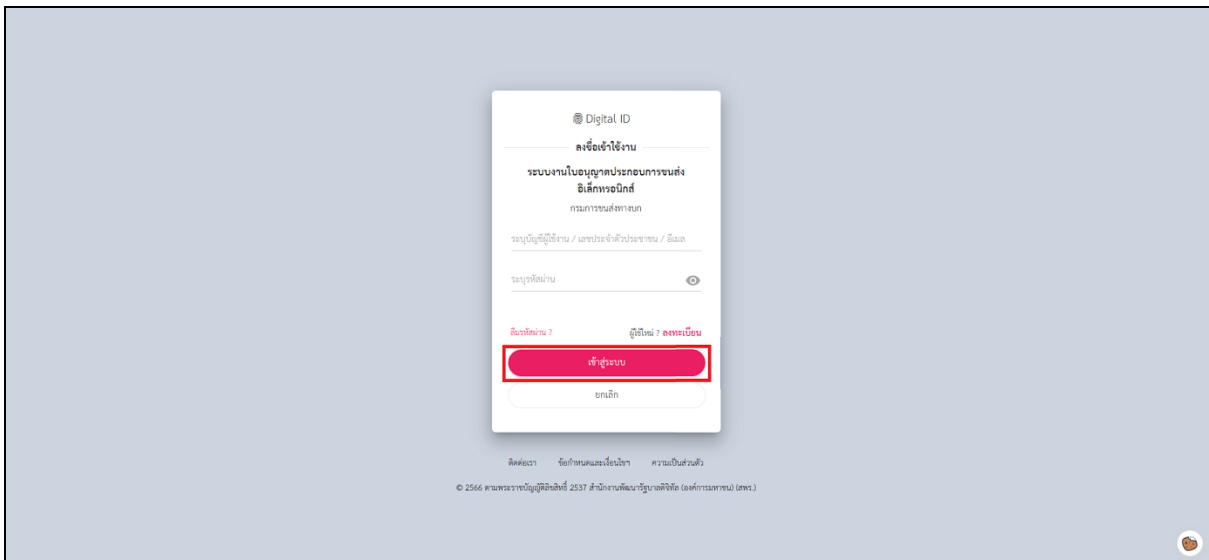 Digital ID
ลงชื่อเข้าใช้งาน
ระบบงานใบอนุญาตประกอบการขนส่ง
อิเล็กทรอนิกส์
กรมการขนส่งทางบก
ระบุบัญชีผู้ใช้งาน / เลขประจำตัวประชาชน / อีเมล
ระบุรหัสผ่าน
ลืมรหัสผ่าน ? ผู้ใช้ใหม่ ? ลงทะเบียน
เข้าสู่ระบบ
ยกเลิก
ติดต่อเรา ข้อกำหนดและเงื่อนไขฯ ความเป็นส่วนตัว
© 2566 ตามพระราชบัญญัติลิขสิทธิ์ 2537 สำนักงานพัฒนารัฐบาลดิจิทัล (องค์การมหาชน) (สพร.)